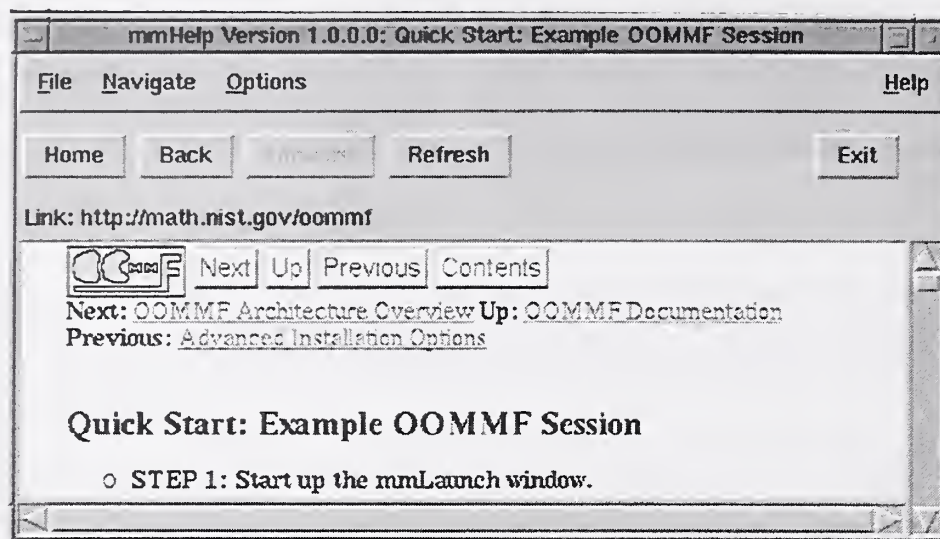 mmHelp Version 1.0.0.0: Quick Start: Example OOMMF Session
File Navigate Options Help
Home Back Refresh Exit
Link: http://math.nist.gov/oommf
OOMMF Next Up Previous Contents
Next: OOMMF Architecture Overview Up: OOMMF Documentation
Previous: Advanced Installation Options
Quick Start: Example OOMMF Session
○ STEP 1: Start up the mmLaunch window.